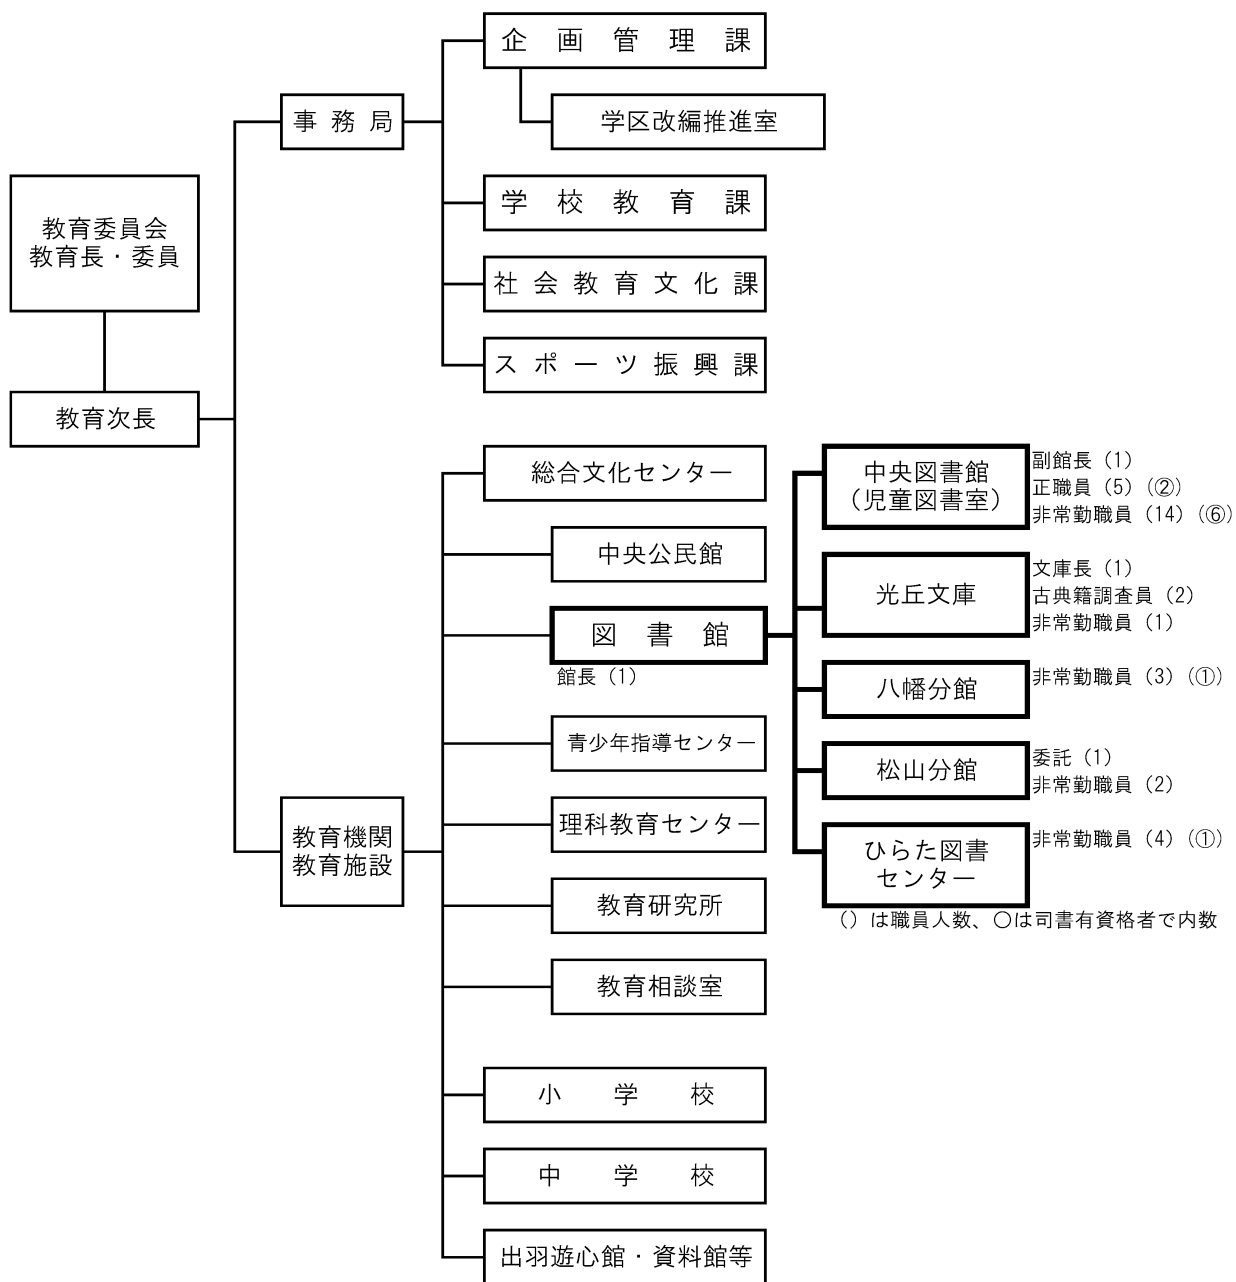 企画管理課
学区改編推進室
事務局
学校教育課
社会教育文化課
スポーツ振興課
教育委員会
教育長・委員
教育次長
総合文化センター
中央公民館
図書館
館長（1）
青少年指導センター
理科教育センター
教育機関
教育施設
教育研究所
教育相談室
小学校
中学校
出羽遊心館・資料館等
中央図書館
（児童図書室）
副館長（1）
正職員（5）（②）
非常勤職員（14）（⑥）
光丘文庫
文庫長（1）
古典籍調査員（2）
非常勤職員（1）
八幡分館
非常勤職員（3）（①）
松山分館
委託（1）
非常勤職員（2）
ひらた図書
センター
非常勤職員（4）（①）
（）は職員人数、〇は司書有資格者で内数